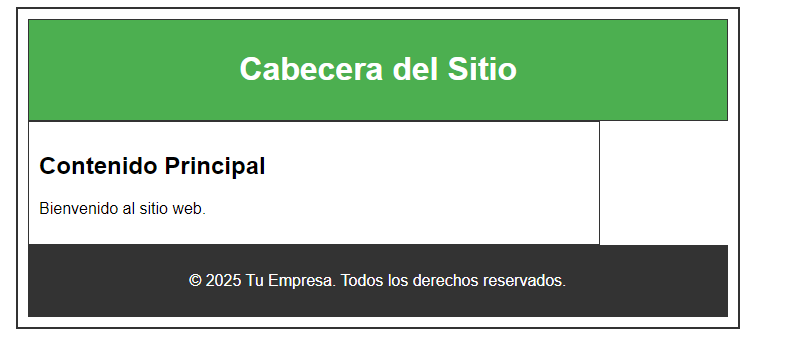 Cabecera del Sitio
Contenido Principal
Bienvenido al sitio web.
© 2025 Tu Empresa. Todos los derechos reservados.